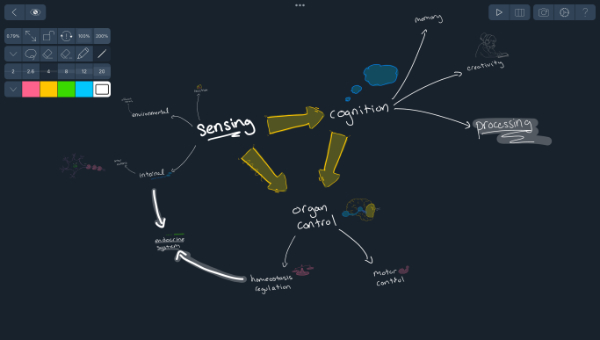 0.79%
100%
200%
2
2.6
4
8
12
20
memory
creativity
cognition
processing
sensing
environmental
internal
organ
control
endocrine
system
homeostasis
regulation
motor
control